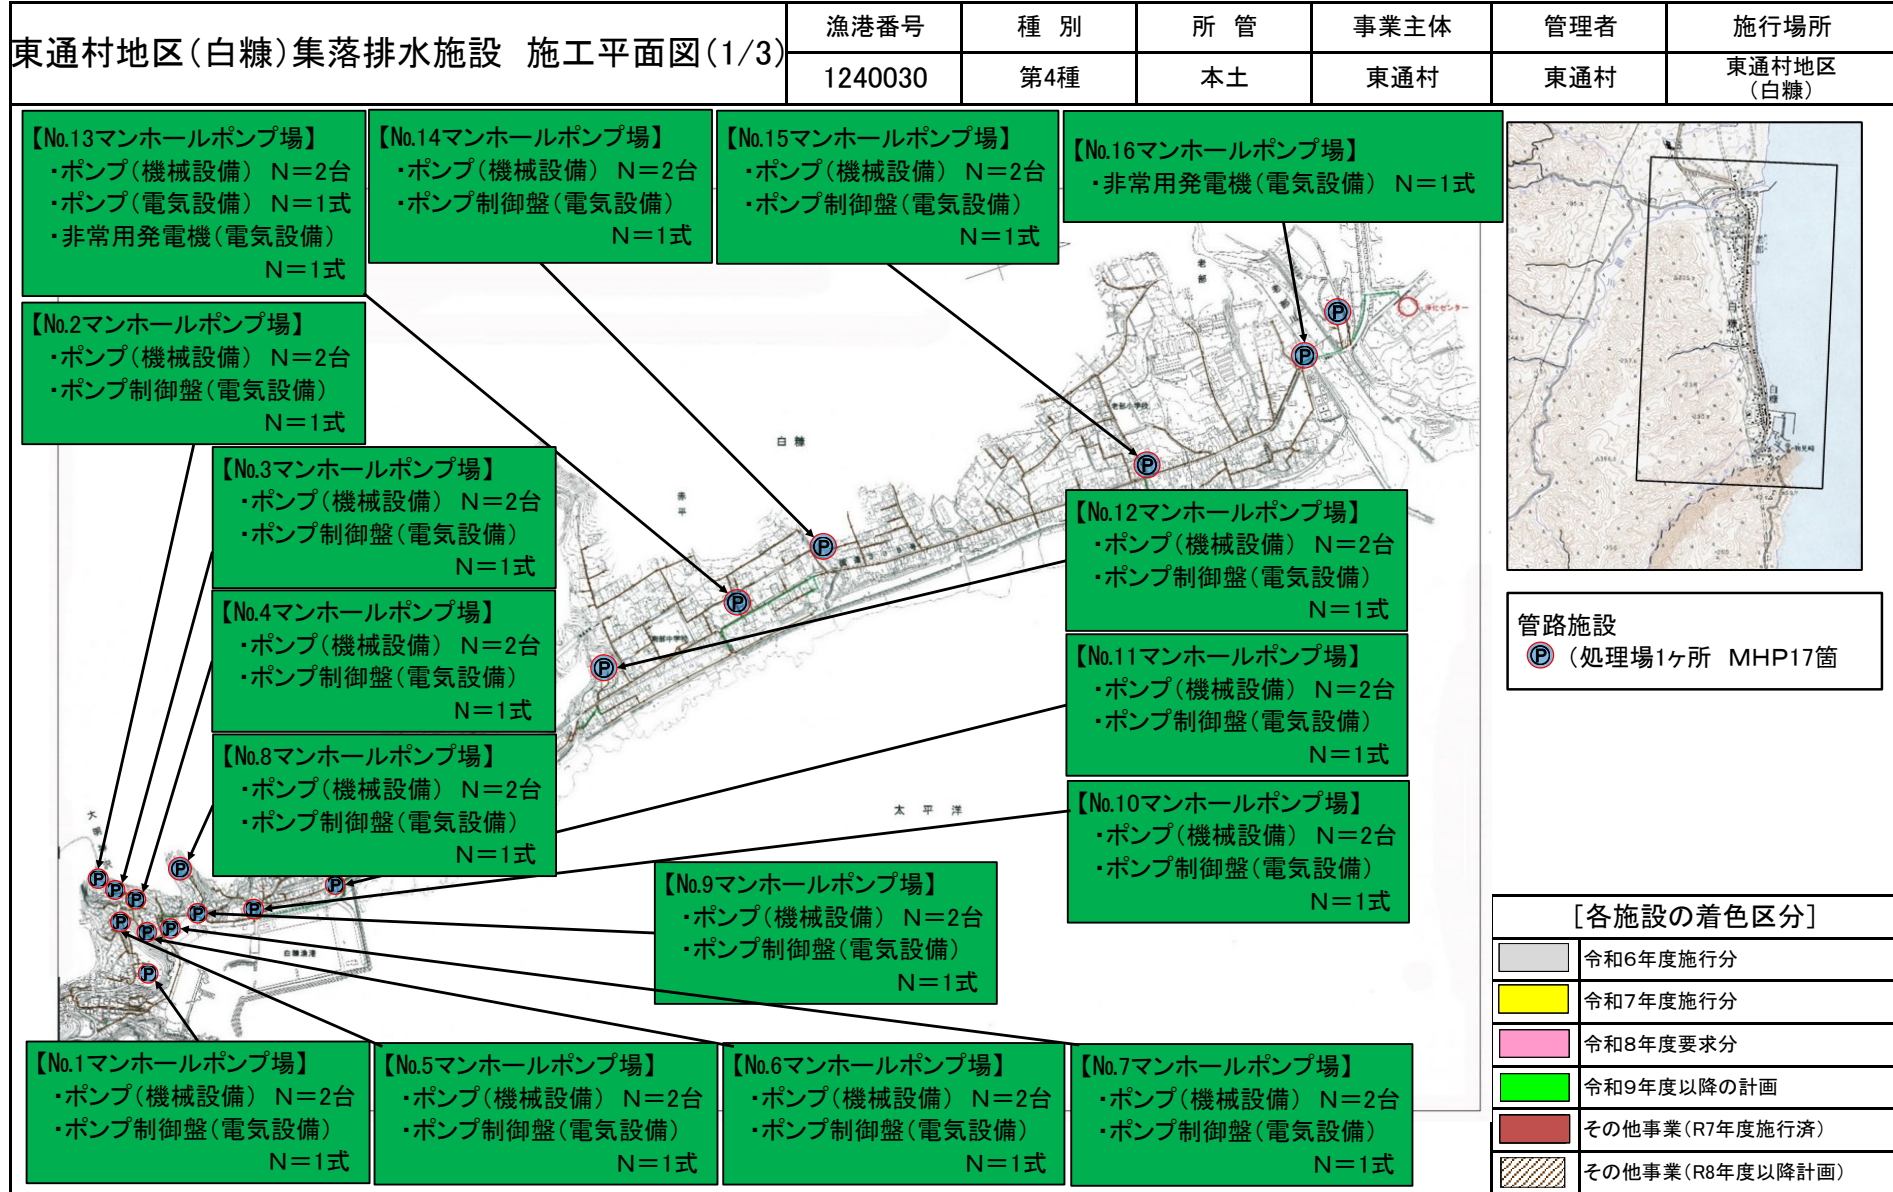 東通村地区(白糠)集落排水施設 施工平面図(1/3)
漁港番号 種 別 所 管 事業主体 管理者 施行場所
1240030 第4種 本土 東通村 東通村 東通村地区
(白糠)
【No.13マンホールポンプ場】
・ポンプ(機械設備) N=2台
・ポンプ(電気設備) N=1式
・非常用発電機(電気設備)
N=1式
【No.14マンホールポンプ場】
・ポンプ(機械設備) N=2台
・ポンプ制御盤(電気設備)
N=1式
【No.15マンホールポンプ場】
・ポンプ(機械設備) N=2台
・ポンプ制御盤(電気設備)
N=1式
【No.16マンホールポンプ場】
・非常用発電機(電気設備) N=1式
【No.2マンホールポンプ場】
・ポンプ(機械設備) N=2台
・ポンプ制御盤(電気設備)
N=1式
【No.3マンホールポンプ場】
・ポンプ(機械設備) N=2台
・ポンプ制御盤(電気設備)
N=1式
【No.4マンホールポンプ場】
・ポンプ(機械設備) N=2台
・ポンプ制御盤(電気設備)
N=1式
【No.8マンホールポンプ場】
・ポンプ(機械設備) N=2台
・ポンプ制御盤(電気設備)
N=1式
【No.12マンホールポンプ場】
・ポンプ(機械設備) N=2台
・ポンプ制御盤(電気設備)
N=1式
【No.11マンホールポンプ場】
・ポンプ(機械設備) N=2台
・ポンプ制御盤(電気設備)
N=1式
【No.10マンホールポンプ場】
・ポンプ(機械設備) N=2台
・ポンプ制御盤(電気設備)
N=1式
【No.9マンホールポンプ場】
・ポンプ(機械設備) N=2台
・ポンプ制御盤(電気設備)
N=1式
【No.1マンホールポンプ場】
・ポンプ(機械設備) N=2台
・ポンプ制御盤(電気設備)
N=1式
【No.5マンホールポンプ場】
・ポンプ(機械設備) N=2台
・ポンプ制御盤(電気設備)
N=1式
【No.6マンホールポンプ場】
・ポンプ(機械設備) N=2台
・ポンプ制御盤(電気設備)
N=1式
【No.7マンホールポンプ場】
・ポンプ(機械設備) N=2台
・ポンプ制御盤(電気設備)
N=1式
老部
老部川
浄化センター
老部小学校
白糠
赤平
太平洋
白糠漁港
老部
白糠
白糠
管路施設
Ⓟ (処理場1ヶ所 MHP17箇
[各施設の着色区分]
令和6年度施行分
令和7年度施行分
令和8年度要求分
令和9年度以降の計画
その他事業(R7年度施行済)
その他事業(R8年度以降計画)